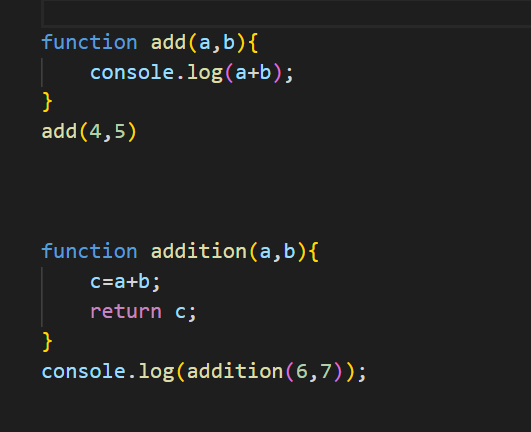 function add(a,b){
    console.log(a+b);
}
add(4,5)
function addition(a,b){
    c=a+b;
    return c;
}
console.log(addition(6,7));